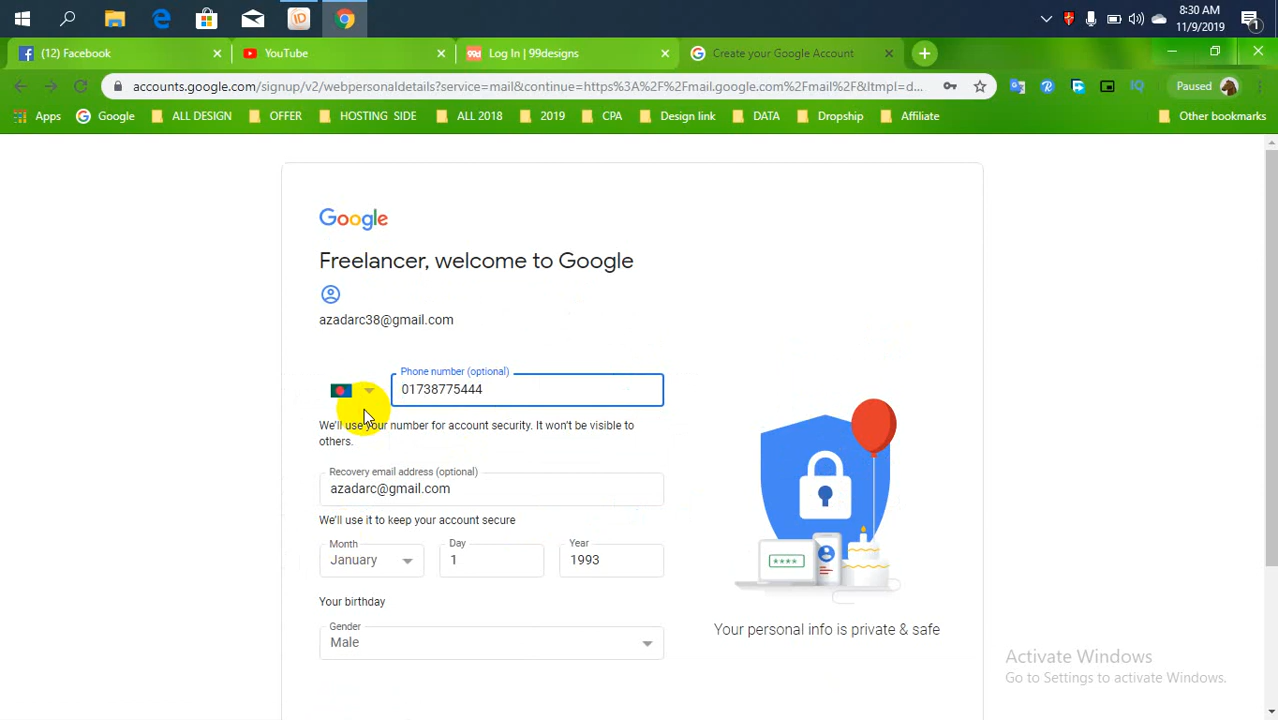 8:30 AM
11/9/2019
1
(12) Facebook
YouTube
99d
Log In | 99designs
Create your Google Account
accounts.google.com/signup/v2/webpersonaldetails?service=mail&continue=https%3A%2F%2Fmail.google.com%2Fmail%2F&ltmpl=d...
Paused
Apps
Google
ALL DESIGN
OFFER
HOSTING SIDE
ALL 2018
2019
CPA
Design link
DATA
Dropship
Affiliate
Other bookmarks
Google
Freelancer, welcome to Google
azadarc38@gmail.com
Phone number (optional)
01738775444
We'll use your number for account security. It won't be visible to
others.
Recovery email address (optional)
azadarc@gmail.com
We'll use it to keep your account secure
Month
Day
Year
January
1
1993
Your birthday
Gender
Male
****
Your personal info is private & safe
Activate Windows
Go to Settings to activate Windows.